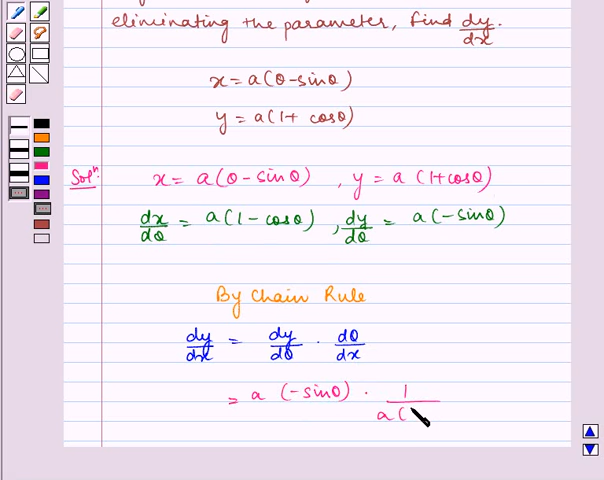 eliminating the parameter, find dy/dx.
x = a(θ - sinθ)
y = a(1 + cosθ)
Solⁿ: x = a(θ - sinθ) , y = a(1+cosθ)
dx/dθ = a(1 - cosθ) , dy/dθ = a(-sinθ)
By Chain Rule
dy/dx = dy/dθ · dθ/dx
= a (-sinθ) · 1/a(